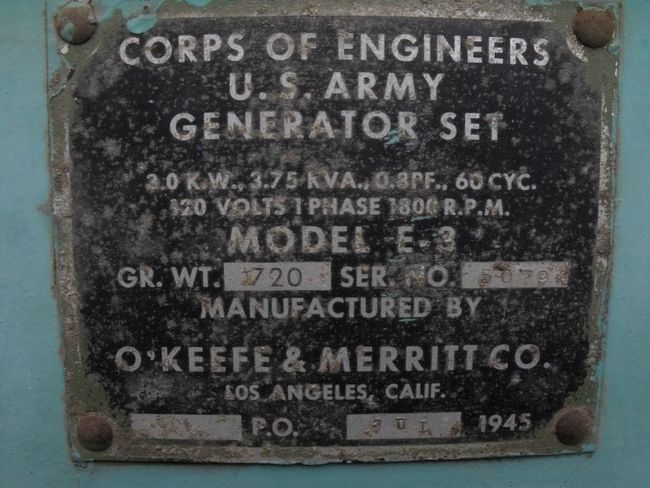 CORPS OF ENGINEERS
U.S. ARMY
GENERATOR SET
3.0 K.W., 3.75 KVA., 0.8PF., 60 CYC.
120 VOLTS 1 PHASE 1800 R.P.M.
MODEL E-3
GR. WT. 1720 SER. NO. 5079
MANUFACTURED BY
O'KEEFE & MERRITT CO.
LOS ANGELES, CALIF.
P.O. JUL 1945